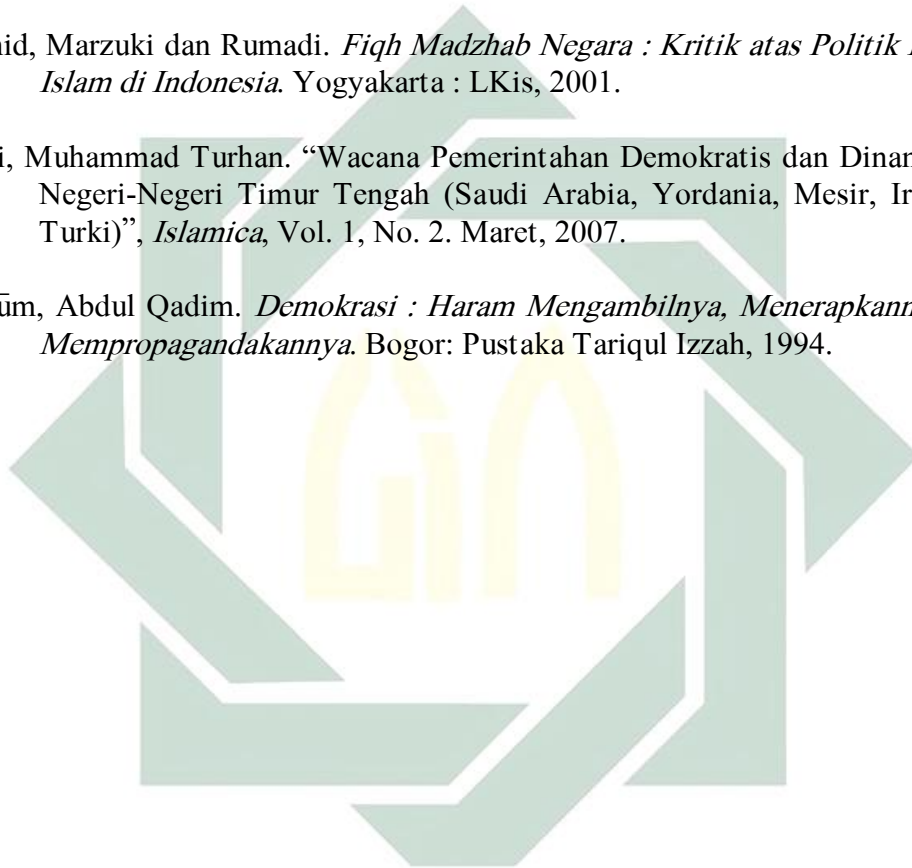 id, Marzuki dan Rumadi. Fiqh Madzhab Negara : Kritik atas Politik
Islam di Indonesia. Yogyakarta : LKis, 2001.
i, Muhammad Turhan. “Wacana Pemerintahan Demokratis dan Dinam
Negeri-Negeri Timur Tengah (Saudi Arabia, Yordania, Mesir, Ir
Turki)”, Islamica, Vol. 1, No. 2. Maret, 2007.
ūm, Abdul Qadim. Demokrasi : Haram Mengambilnya, Menerapkann
Mempropagandakannya. Bogor: Pustaka Tariqul Izzah, 1994.